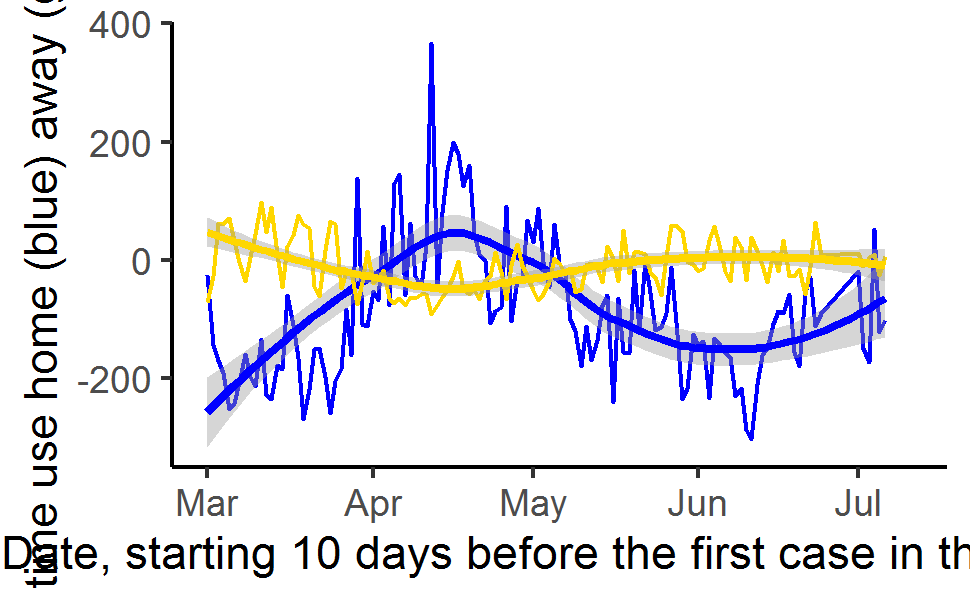 time use home (blue) away (
400
200
0
-200
Mar Apr May Jun Jul
Date, starting 10 days before the first case in th